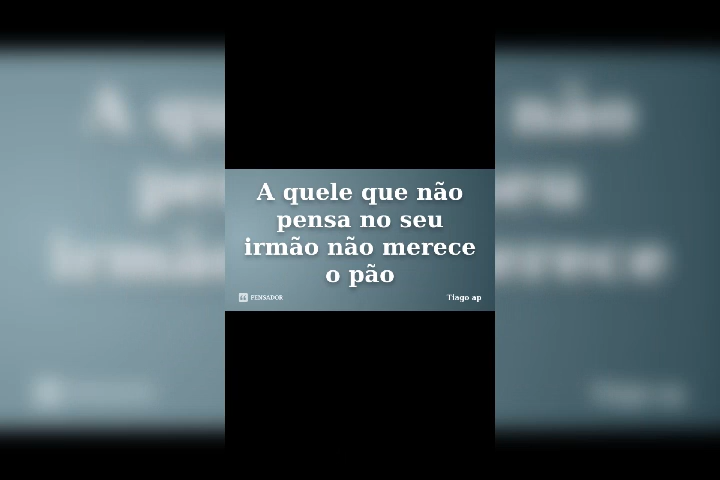 A quele que não
pensa no seu
irmão não merece
o pão
PENSADOR
Tiago ap